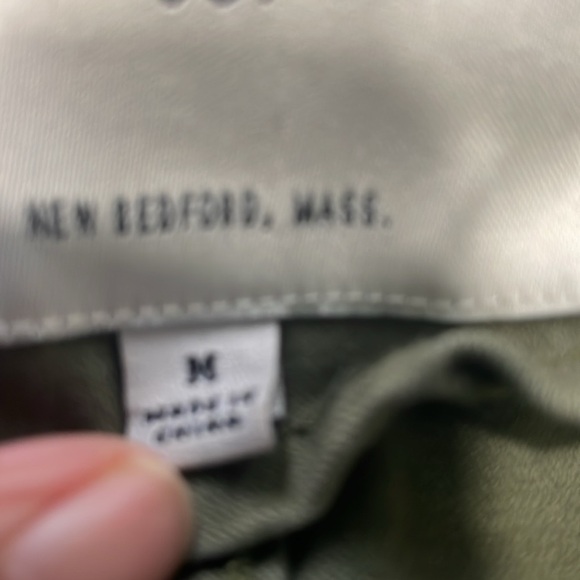 NEW BEDFORD, MASS.
M
MADE IN
CHINA